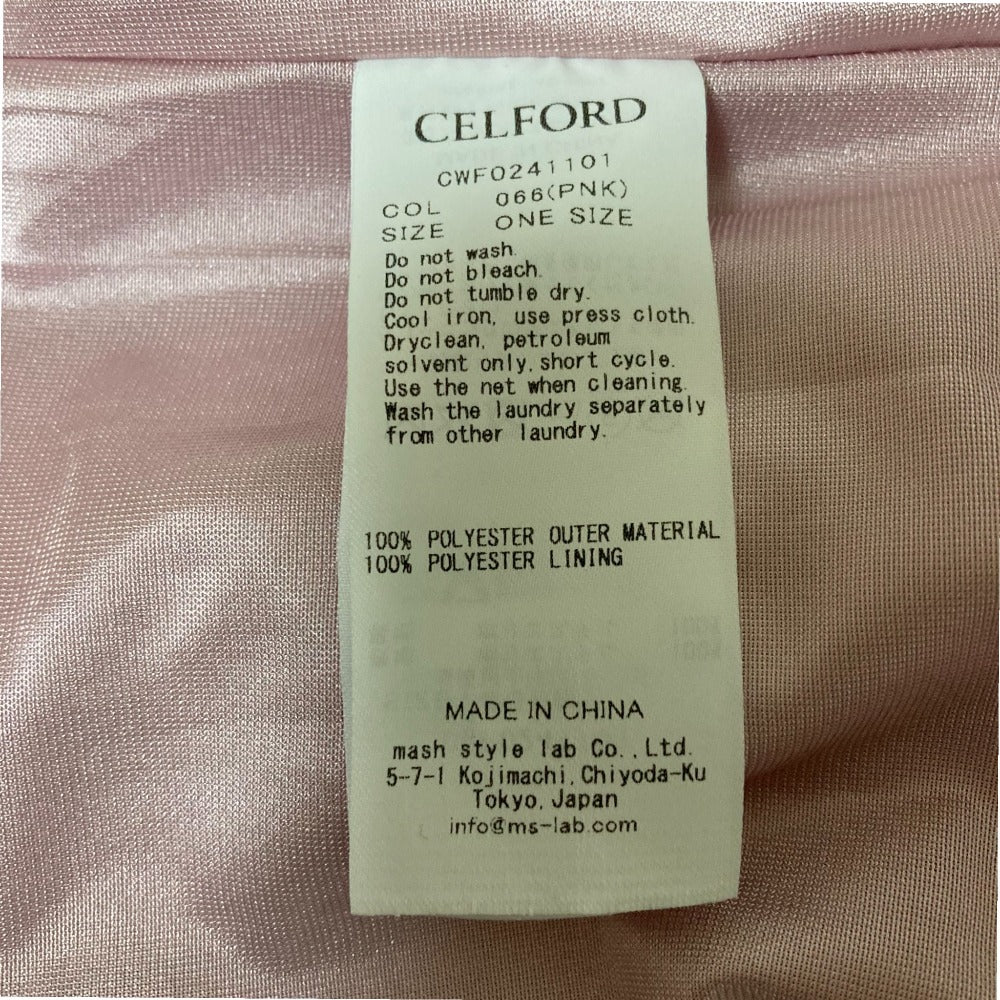 CELFORD
CWF0241101
COL 066(PNK)
SIZE ONE SIZE
Do not wash.
Do not bleach.
Do not tumble dry.
Cool iron, use press cloth.
Dryclean, petroleum
solvent only, short cycle.
Use the net when cleaning.
Wash the laundry separately
from other laundry.
100% POLYESTER OUTER MATERIAL
100% POLYESTER LINING
MADE IN CHINA
mash style lab Co.,Ltd.
5-7-1 Kojimachi, Chiyoda-Ku
Tokyo, Japan
info@ms-lab.com